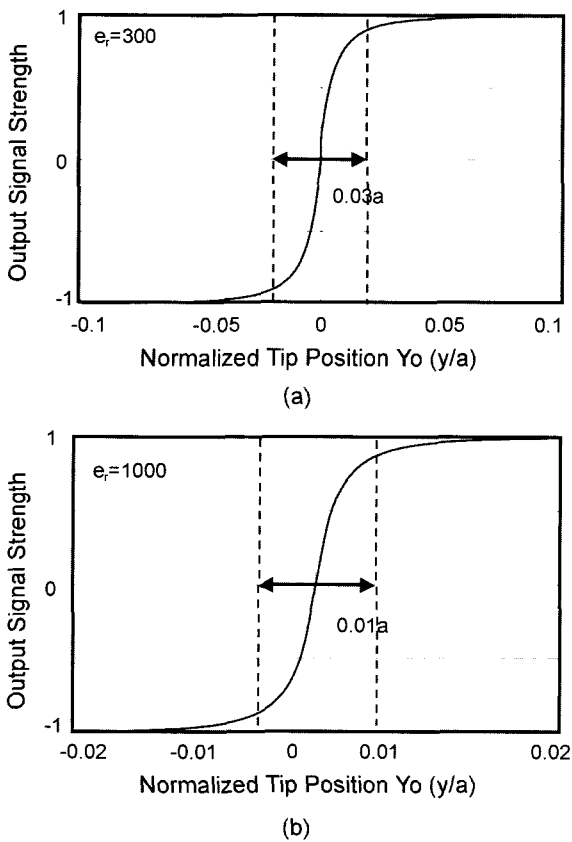 1
e_r=300
Output Signal Strength
0
0.03a
-1
-0.1 -0.05 0 0.05 0.1
Normalized Tip Position Yo (y/a)
(a)
1
e_r=1000
Output Signal Strength
0
0.01a
-1
-0.02 -0.01 0 0.01 0.02
Normalized Tip Position Yo (y/a)
(b)